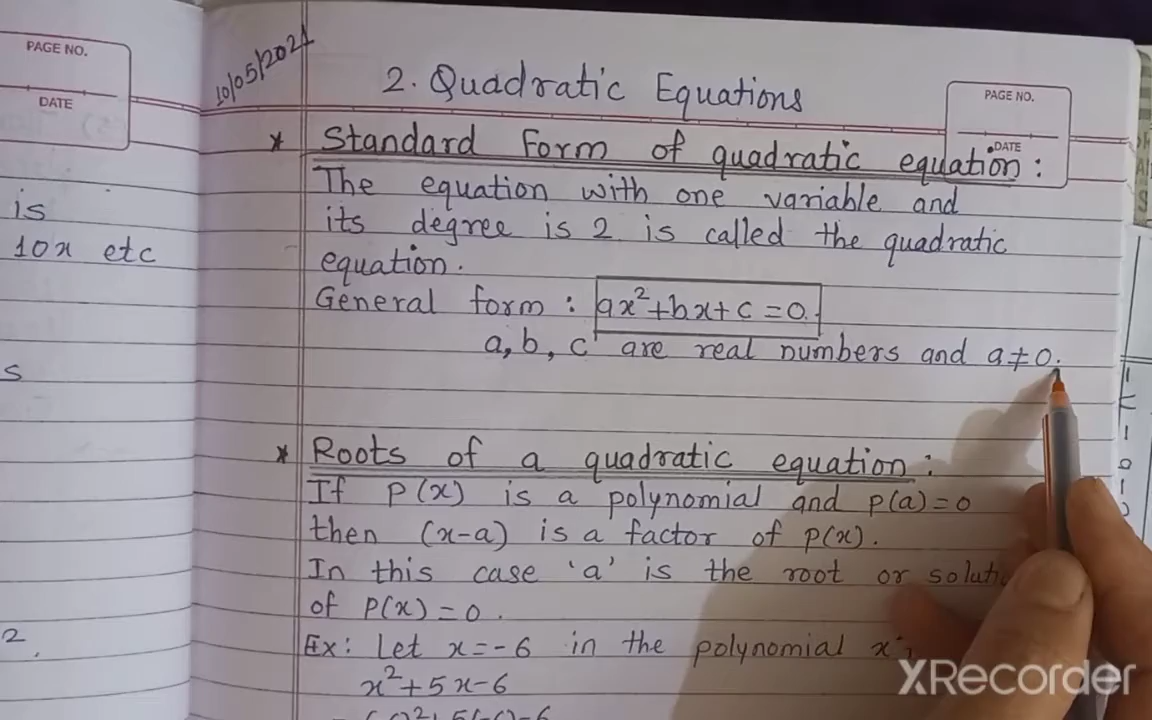 PAGE NO.
DATE
is
10x etc
s
2.
10/05/2021
2. Quadratic Equations
PAGE NO.
DATE
* Standard Form of quadratic equation :
The equation with one variable and
its degree is 2 is called the quadratic
equation.
General form : ax²+bx+c=0.
a, b, c are real numbers and a≠0.
* Roots of a quadratic equation :
If P(x) is a polynomial and p(a)=0
then (x-a) is a factor of p(x).
In this case 'a' is the root or
of P(x)=0.
Ex: Let x=-6 in the polynomial
x²+5x-6
XRecorder